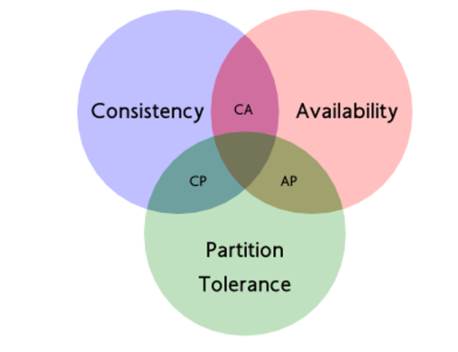 Consistency
CA
Availability
CP
AP
Partition
Tolerance